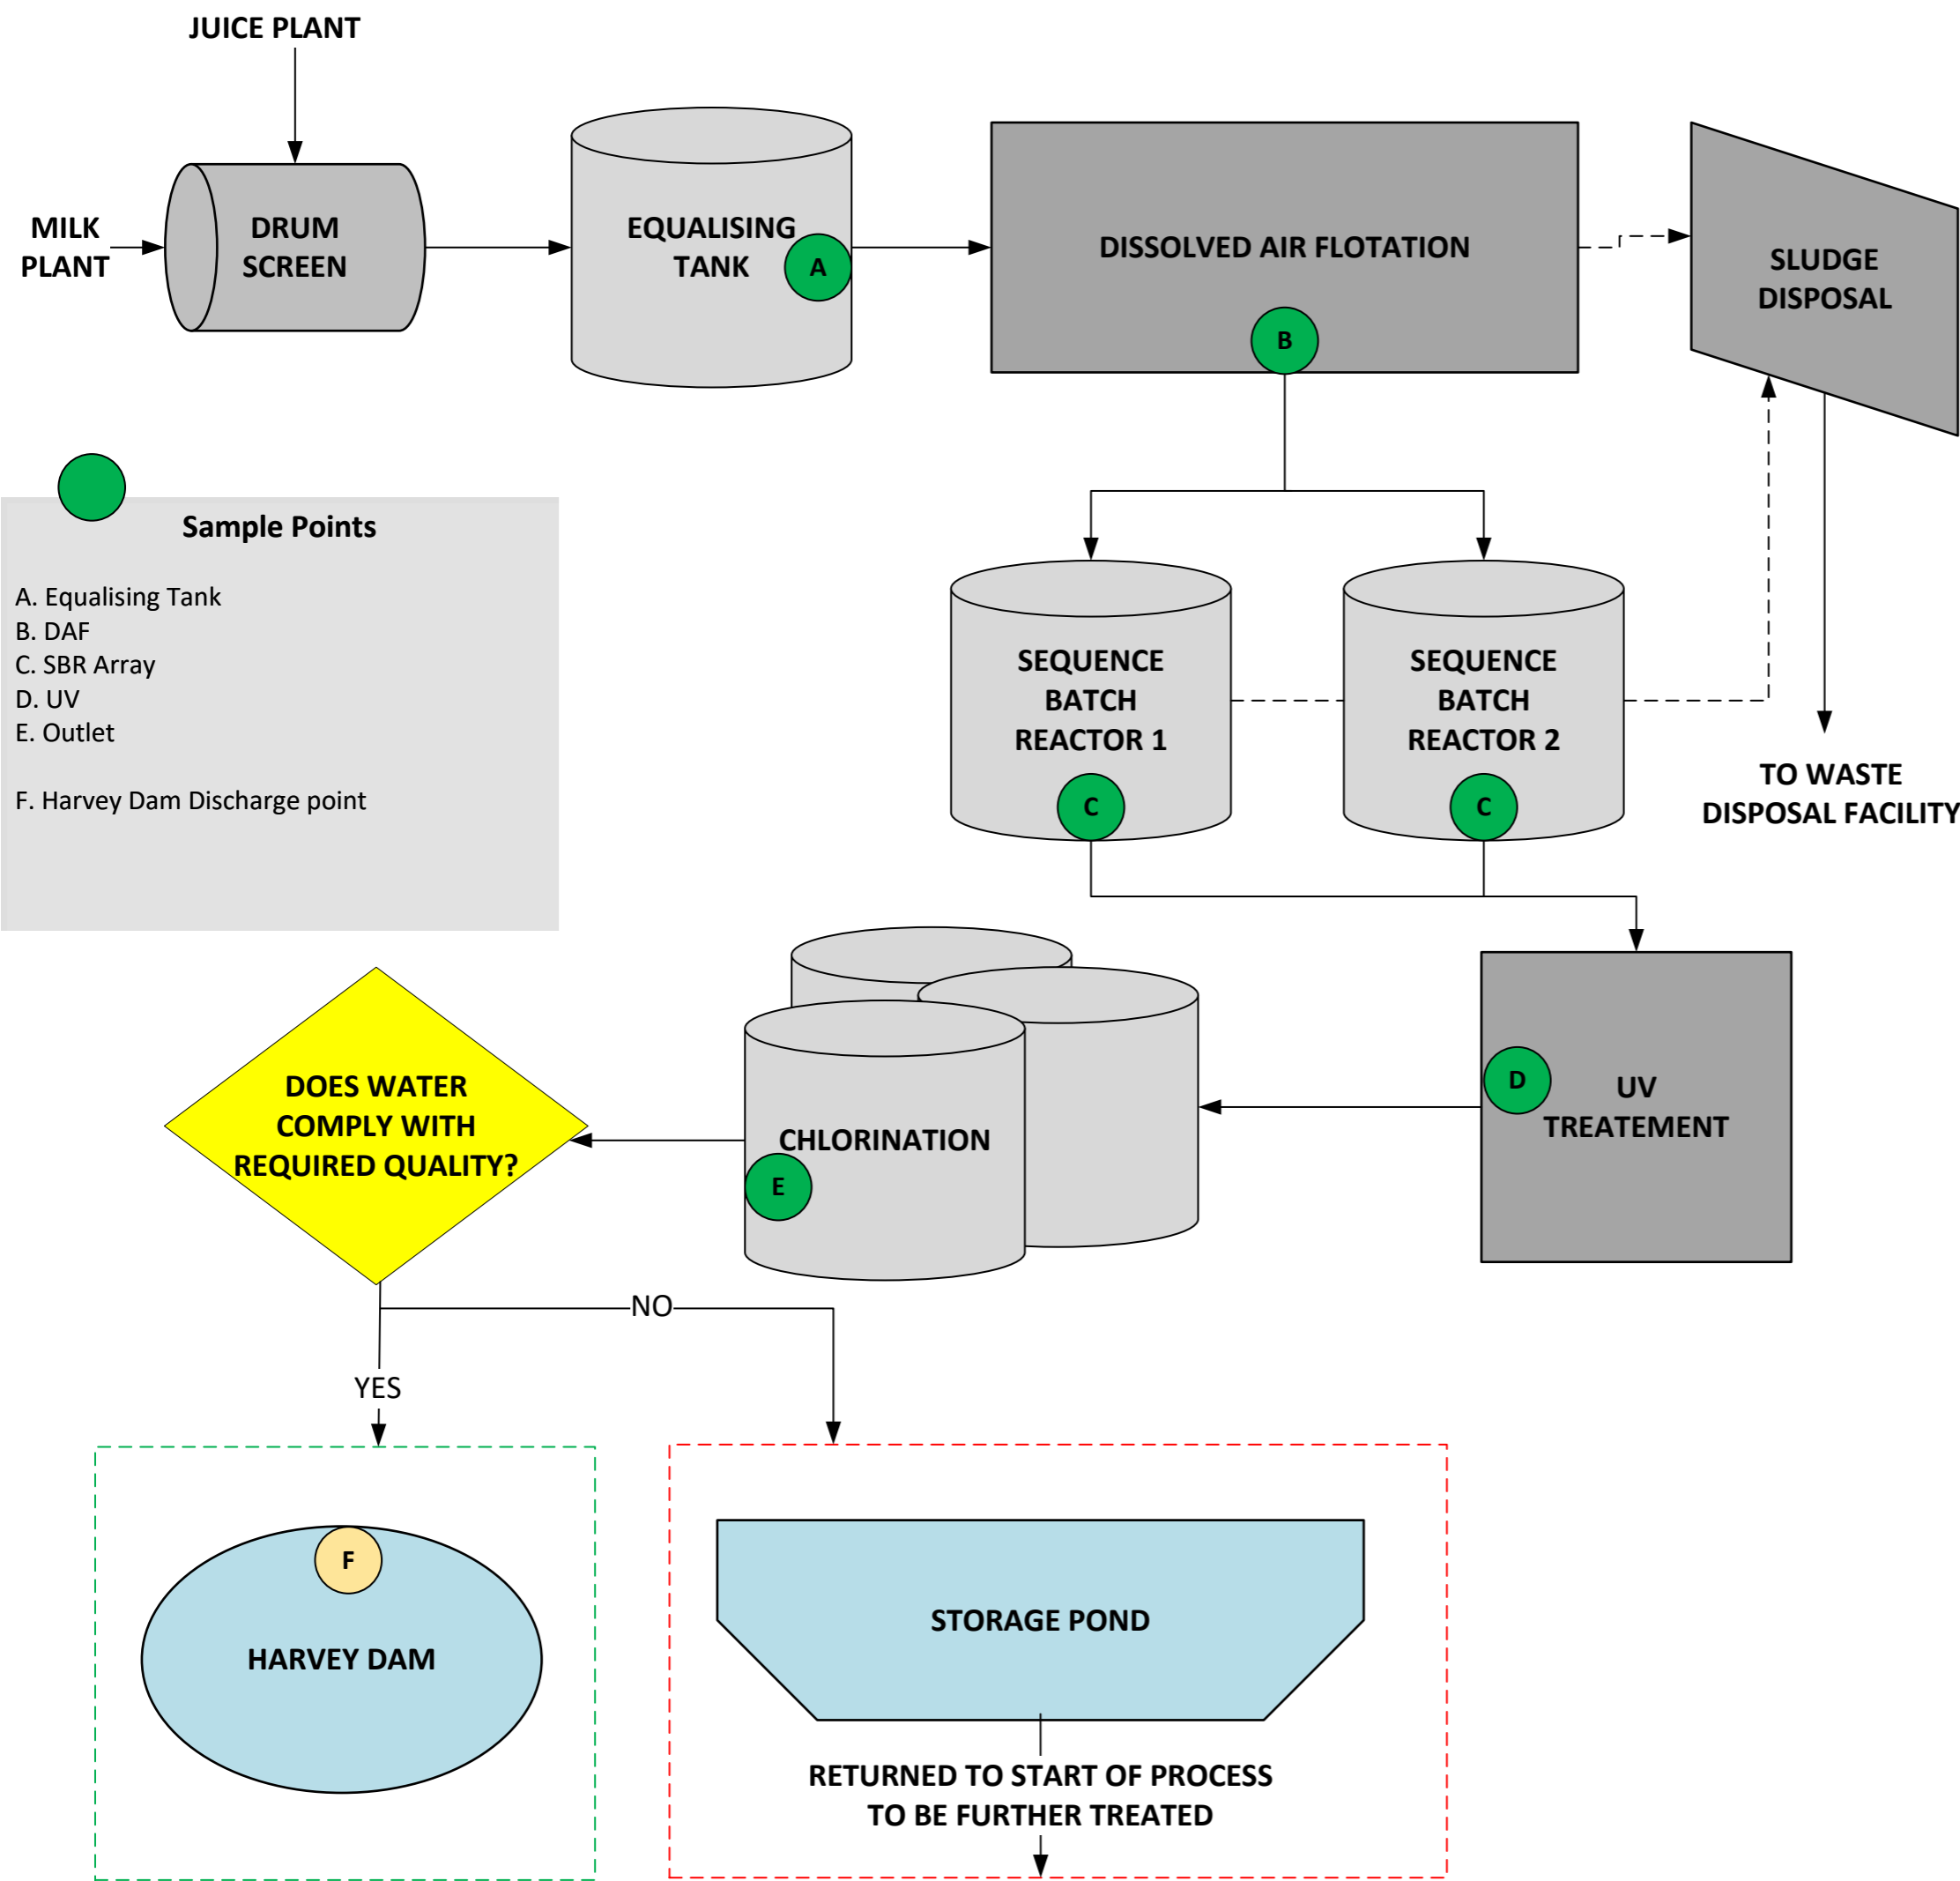 JUICE PLANT
MILK
PLANT
DRUM
SCREEN
EQUALISING
TANK
A
DISSOLVED AIR FLOTATION
B
SLUDGE
DISPOSAL
Sample Points
A. Equalising Tank
B. DAF
C. SBR Array
D. UV
E. Outlet
F. Harvey Dam Discharge point
SEQUENCE
BATCH
REACTOR 1
C
SEQUENCE
BATCH
REACTOR 2
C
TO WASTE
DISPOSAL FACILITY
DOES WATER
COMPLY WITH
REQUIRED QUALITY?
CHLORINATION
E
D
UV
TREATEMENT
NO
YES
F
HARVEY DAM
STORAGE POND
RETURNED TO START OF PROCESS
TO BE FURTHER TREATED